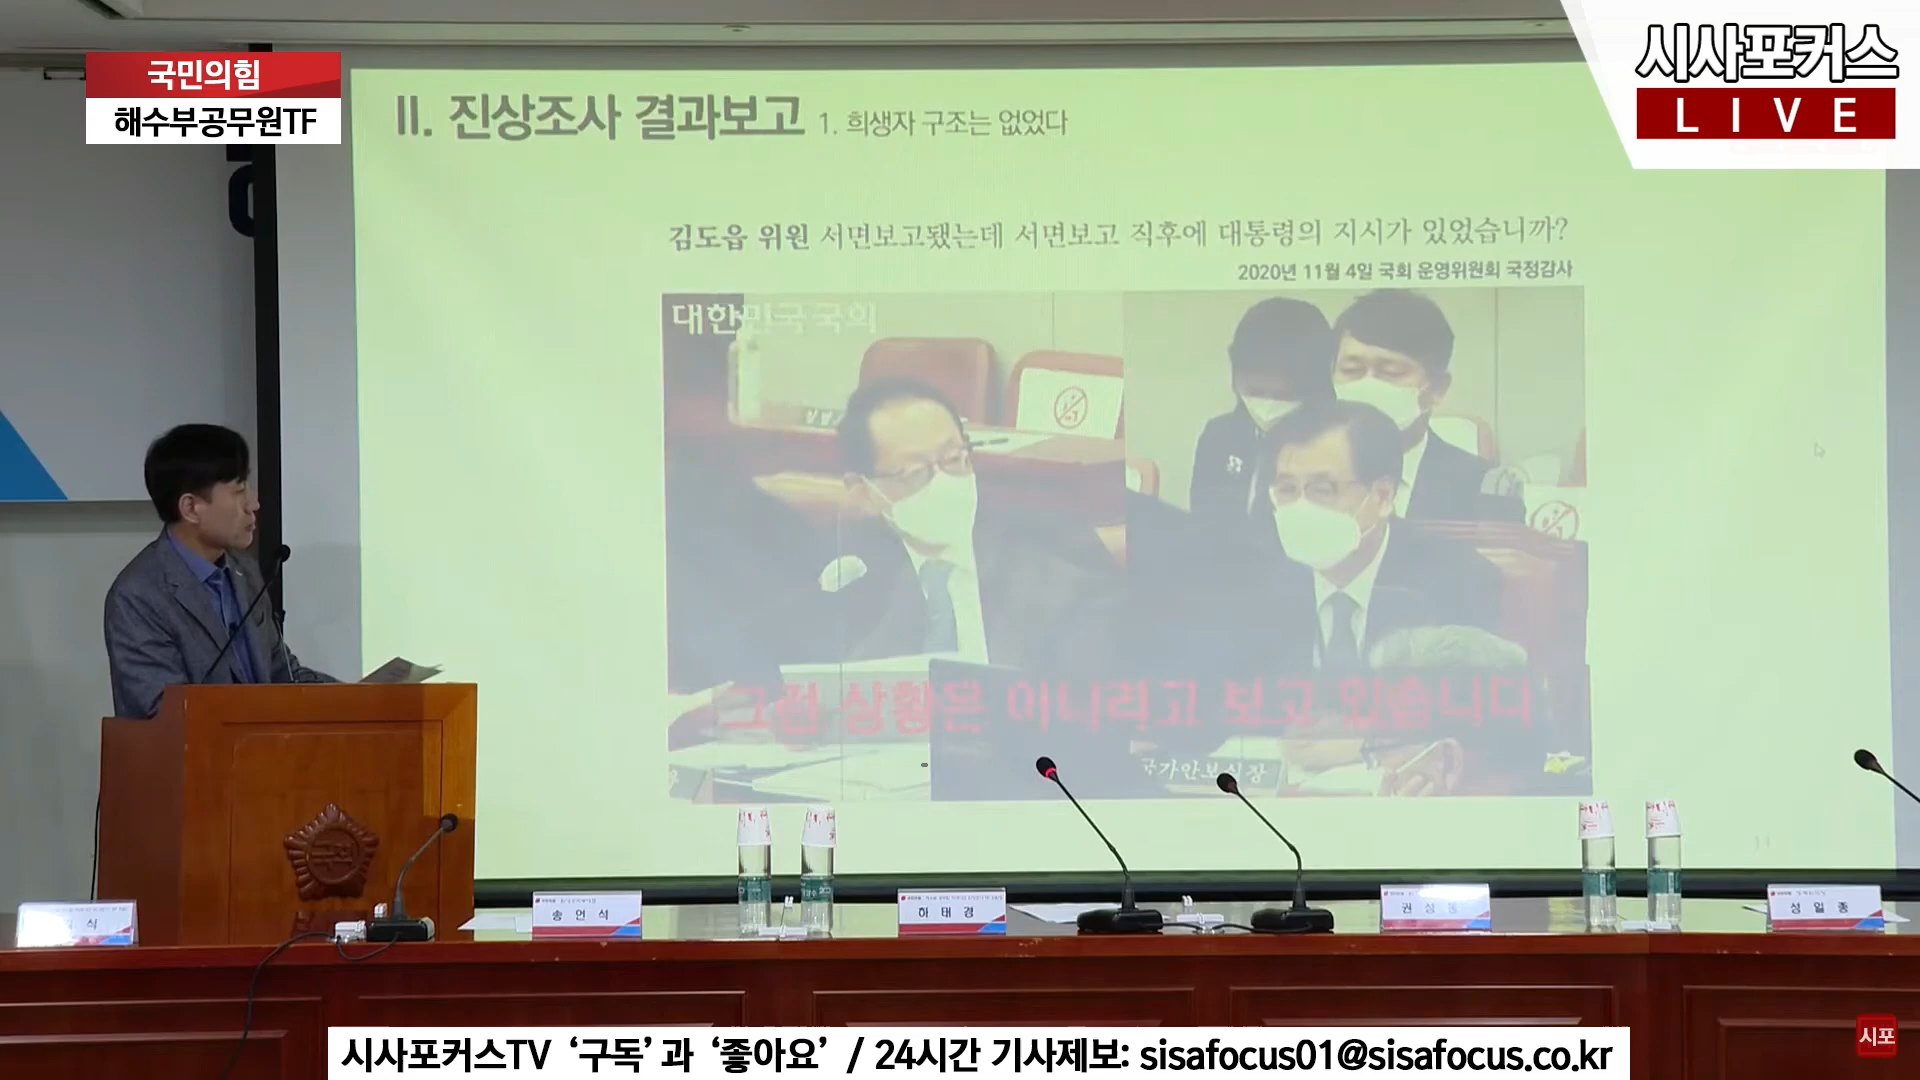 국민의힘
해수부공무원TF
시사포커스
LIVE
II. 진상조사 결과보고 1. 희생자 구조는 없었다
김도읍 위원 서면보고됐는데 서면보고 직후에 대통령의 지시가 있었습니까?
2020년 11월 4일 국회 운영위원회 국정감사
대한민국국회
그런 상황은 아니라고 보고 있습니다
국가안보실장
식
송언석
하태경
권성동
성일종
시포
시사포커스TV ‘구독’과 ‘좋아요’ / 24시간 기사제보: sisafocus01@sisafocus.co.kr